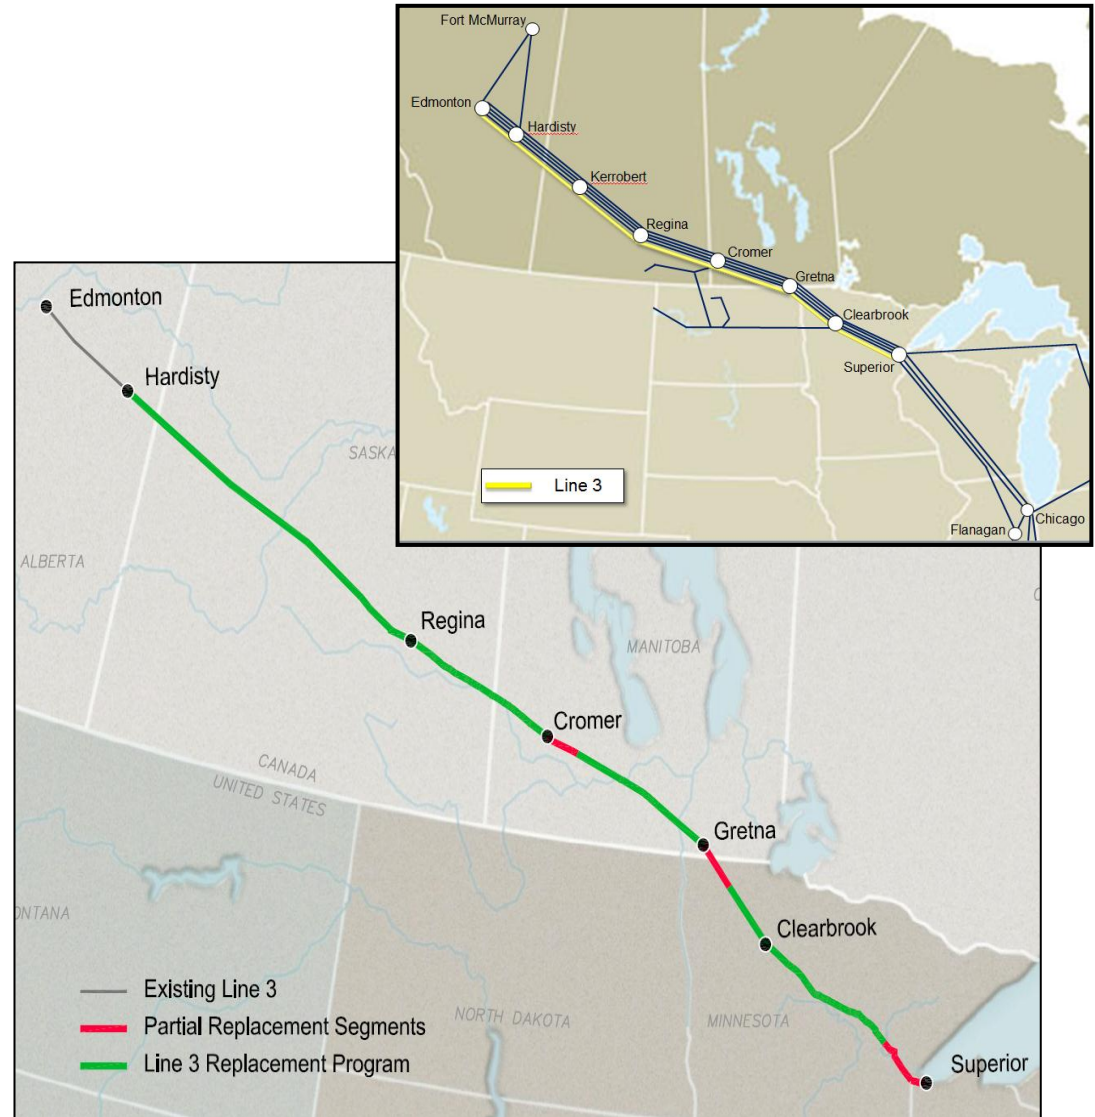 Fort McMurray
Edmonton
Hardisty
Kerrobert
Regina
Cromer
Gretna
Clearbrook
Superior
Line 3
Chicago
Flanagan
Edmonton
Hardisty
SASKA
ALBERTA
Regina
MANITOBA
Cromer
CANADA
UNITED STATES
Gretna
ONTANA
Clearbrook
Existing Line 3
Partial Replacement Segments
NORTH DAKOTA
MINNESOTA
Line 3 Replacement Program
Superior